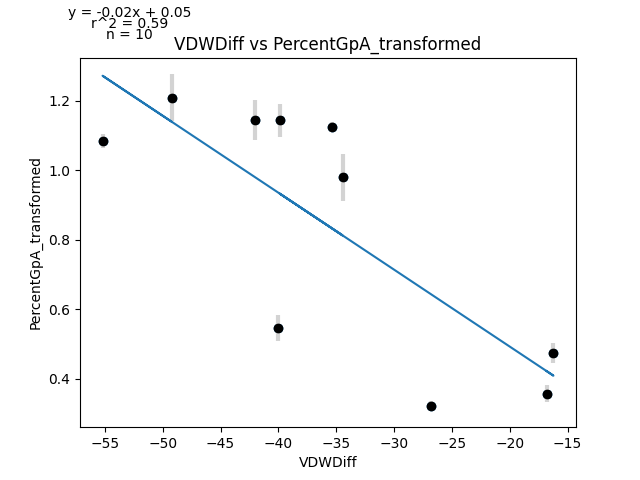 y = -0.02x + 0.05
r^2 = 0.59
n = 10
VDWDiff vs PercentGpA_transformed
1.2
1.0
0.8
0.6
0.4
PercentGpA_transformed
−55 −50 −45 −40 −35 −30 −25 −20 −15
VDWDiff